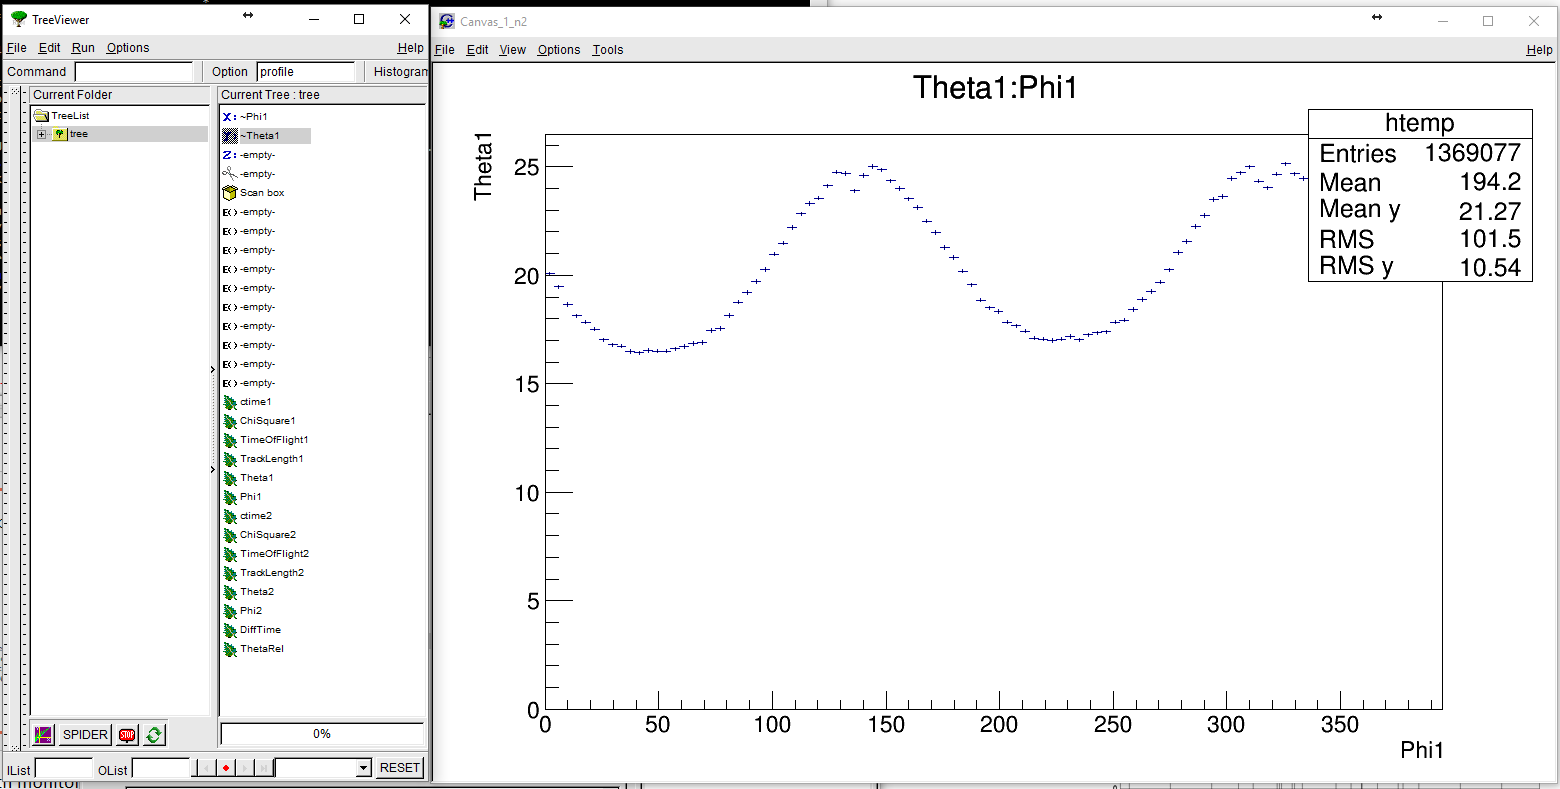 TreeViewer
File Edit Run Options Help
Command Option profile Histogram
Current Folder
TreeList
tree
Current Tree : tree
X: ~Phi1
Y: ~Theta1
Z: -empty-
-empty-
Scan box
E() -empty-
E() -empty-
E() -empty-
E() -empty-
E() -empty-
E() -empty-
E() -empty-
E() -empty-
E() -empty-
E() -empty-
ctime1
ChiSquare1
TimeOfFlight1
TrackLength1
Theta1
Phi1
ctime2
ChiSquare2
TimeOfFlight2
TrackLength2
Theta2
Phi2
DiffTime
ThetaRel
SPIDER STOP 0%
IList OList RESET
Canvas_1_n2
File Edit View Options Tools Help
Theta1:Phi1
htemp
Entries 1369077
Mean 194.2
Mean y 21.27
RMS 101.5
RMS y 10.54
Theta1
25
20
15
10
5
0
0 50 100 150 200 250 300 350
Phi1
monitor